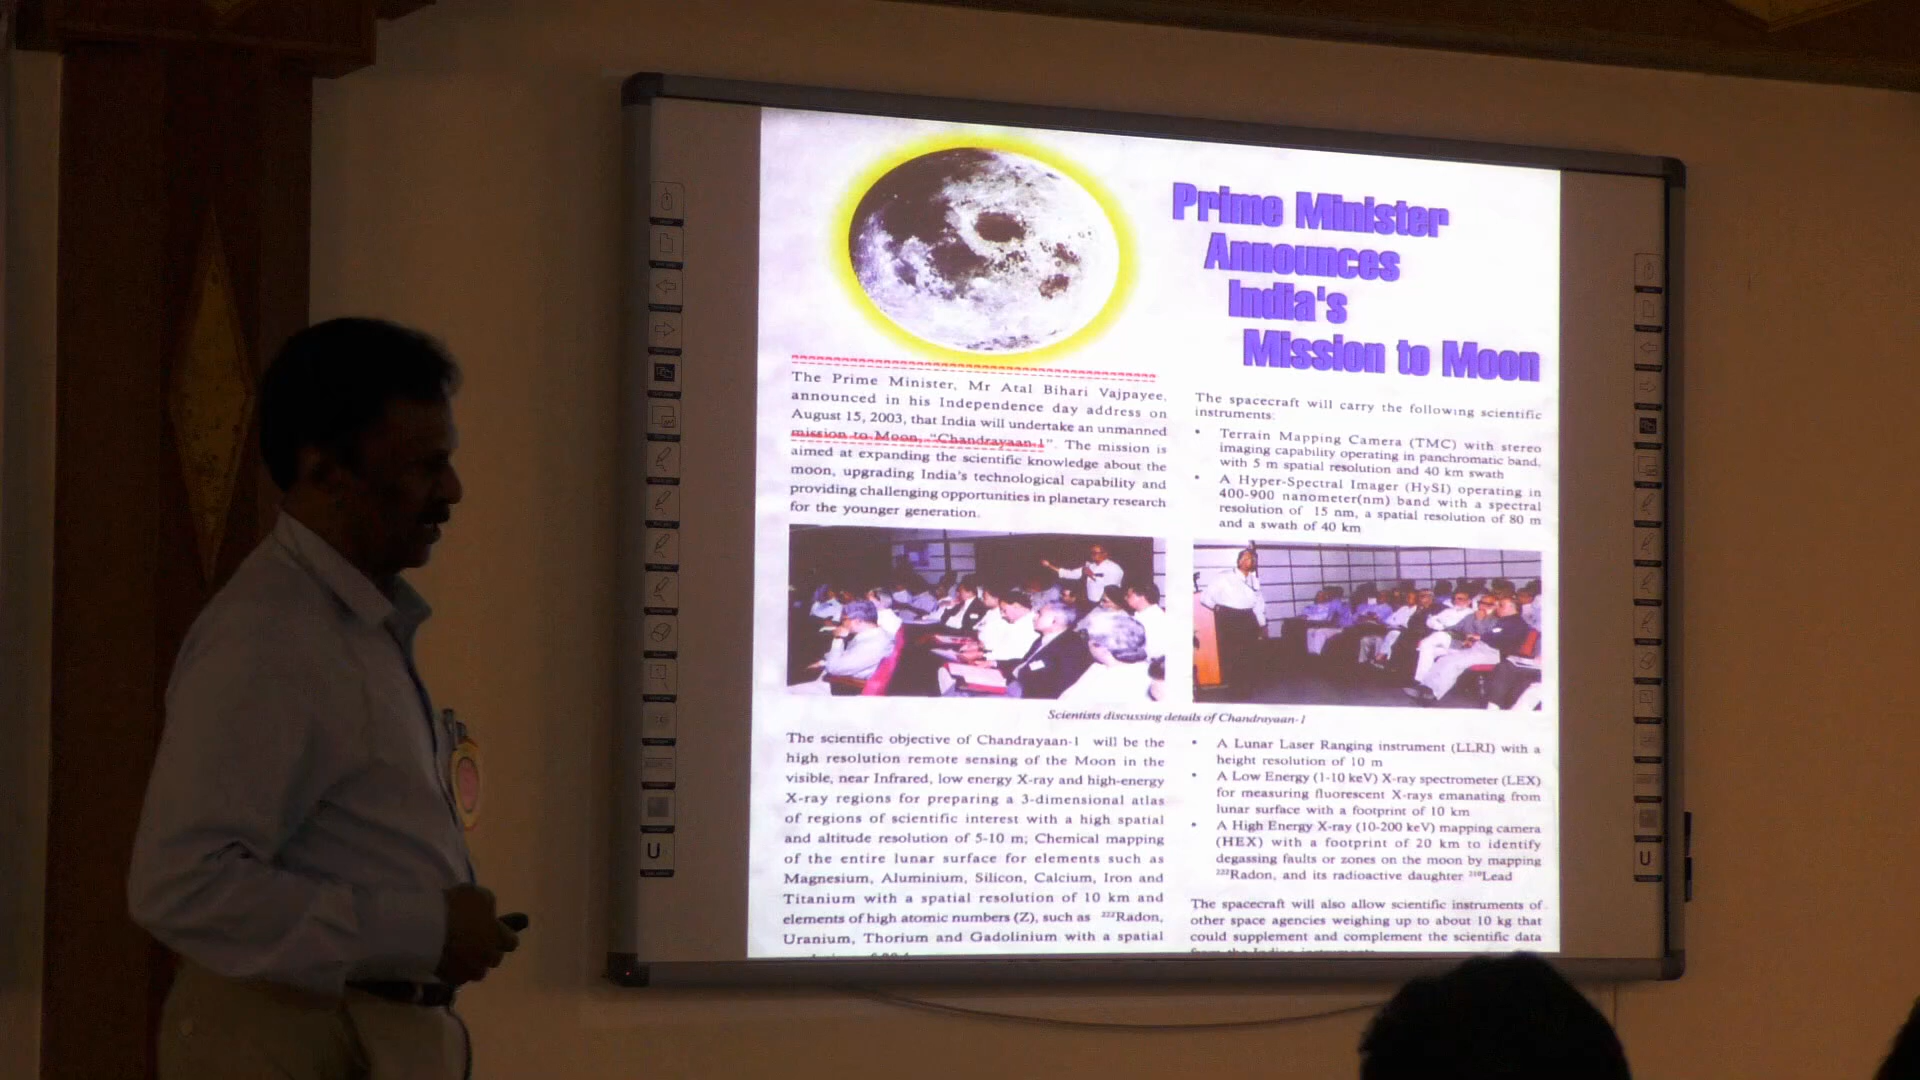 Prime Minister
Announces
India's
Mission to Moon
The Prime Minister, Mr Atal Bihari Vajpayee,
announced in his Independence day address on
August 15, 2003, that India will undertake an unmanned
mission to Moon, "Chandrayaan-1". The mission is
aimed at expanding the scientific knowledge about the
moon, upgrading India's technological capability and
providing challenging opportunities in planetary research
for the younger generation.
The spacecraft will carry the following scientific
instruments:
• Terrain Mapping Camera (TMC) with stereo
imaging capability operating in panchromatic band,
with 5 m spatial resolution and 40 km swath
• A Hyper-Spectral Imager (HySI) operating in
400-900 nanometer(nm) band with a spectral
resolution of 15 nm, a spatial resolution of 80 m
and a swath of 40 km
Scientists discussing details of Chandrayaan-1
The scientific objective of Chandrayaan-1 will be the
high resolution remote sensing of the Moon in the
visible, near Infrared, low energy X-ray and high-energy
X-ray regions for preparing a 3-dimensional atlas
of regions of scientific interest with a high spatial
and altitude resolution of 5-10 m; Chemical mapping
of the entire lunar surface for elements such as
Magnesium, Aluminium, Silicon, Calcium, Iron and
Titanium with a spatial resolution of 10 km and
elements of high atomic numbers (Z), such as ²²²Radon,
Uranium, Thorium and Gadolinium with a spatial
• A Lunar Laser Ranging instrument (LLRI) with a
height resolution of 10 m
• A Low Energy (1-10 keV) X-ray spectrometer (LEX)
for measuring fluorescent X-rays emanating from
lunar surface with a footprint of 10 km
• A High Energy X-ray (10-200 keV) mapping camera
(HEX) with a footprint of 20 km to identify
degassing faults or zones on the moon by mapping
²²²Radon, and its radioactive daughter ²¹⁰Lead
The spacecraft will also allow scientific instruments of
other space agencies weighing up to about 10 kg that
could supplement and complement the scientific data
from the Indian instruments
U
U